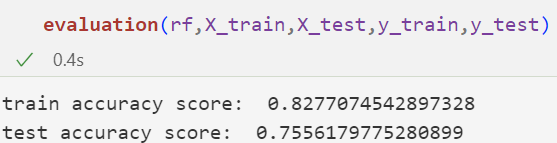 evaluation(rf,X_train,X_test,y_train,y_test)
0.4s
train accuracy score:  0.8277074542897328
test accuracy score:  0.7556179775280899